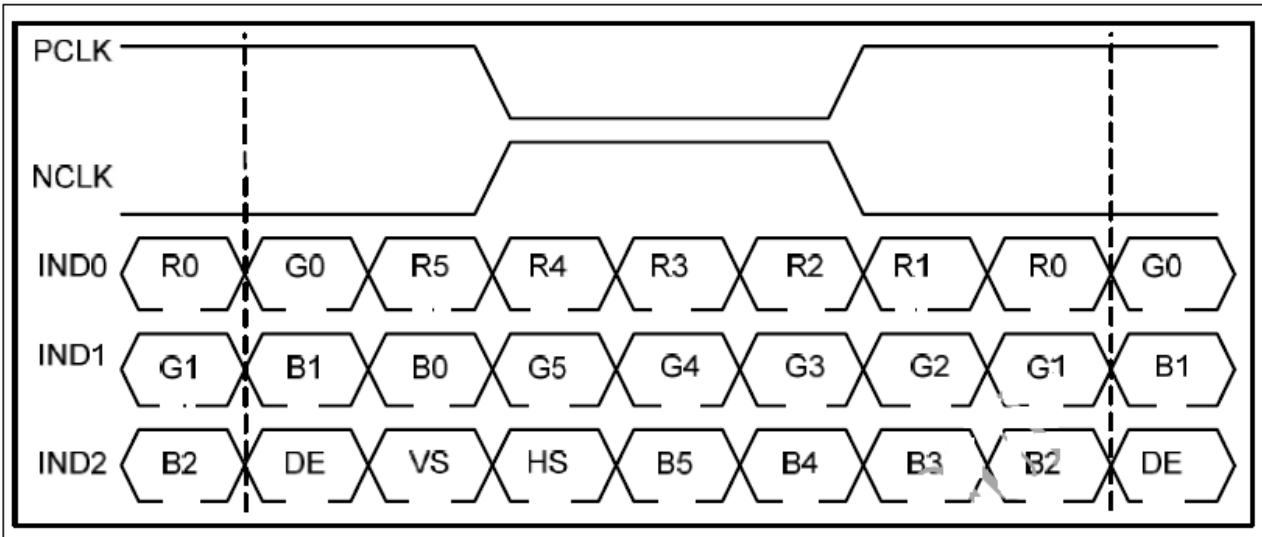 PCLK
NCLK
IND0 R0 G0 R5 R4 R3 R2 R1 R0 G0
IND1 G1 B1 B0 G5 G4 G3 G2 G1 B1
IND2 B2 DE VS HS B5 B4 B3 B2 DE